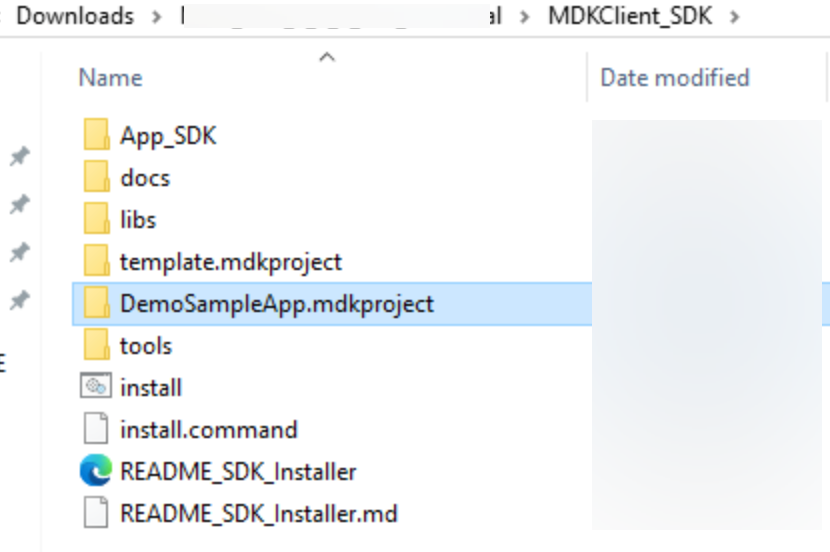 Downloads > al > MDKClient_SDK >
Name Date modified
App_SDK
docs
libs
template.mdkproject
DemoSampleApp.mdkproject
tools
install
install.command
README_SDK_Installer
README_SDK_Installer.md